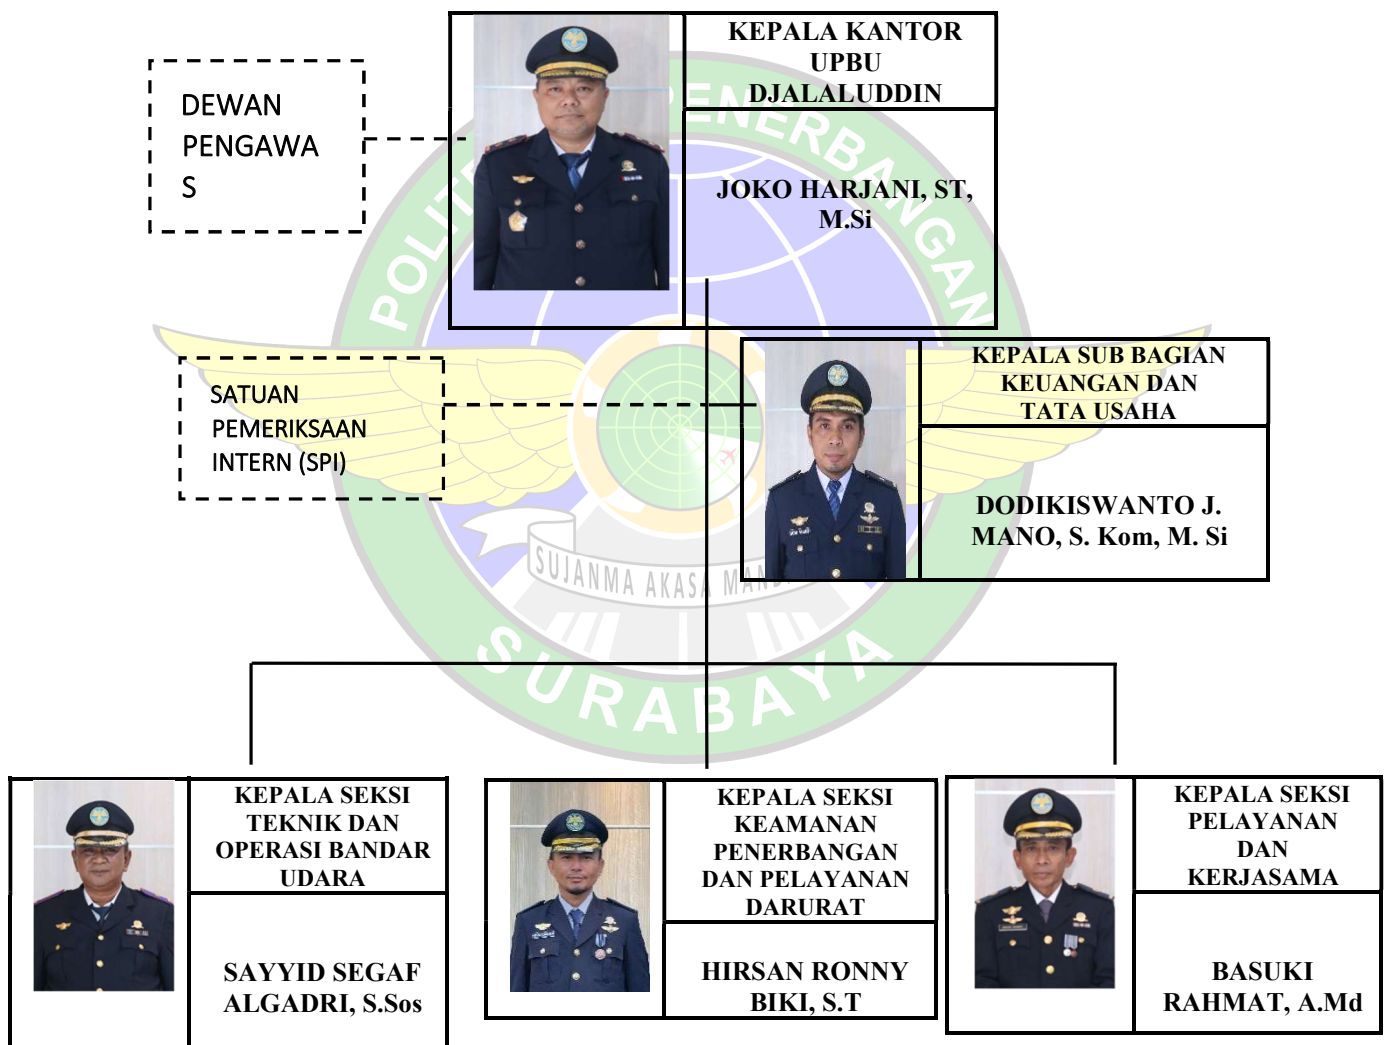 KEPALA KANTOR
UPBU
DJALALUDDIN
JOKO HARJANI, ST,
M.Si
DEWAN
PENGAWA
S
SATUAN
PEMERIKSAAN
INTERN (SPI)
KEPALA SUB BAGIAN
KEUANGAN DAN
TATA USAHA
DODIKISWANTO J.
MANO, S. Kom, M. Si
SUJANMA AKASA
SURABAYA
KEPALA SEKSI
TEKNIK DAN
OPERASI BANDAR
UDARA
SAYYID SEGAF
ALGADRI, S.Sos
KEPALA SEKSI
KEAMANAN
PENERBANGAN
DAN PELAYANAN
DARURAT
HIRSAN RONNY
BIKI, S.T
KEPALA SEKSI
PELAYANAN
DAN
KERJASAMA
BASUKI
RAHMAT, A.Md